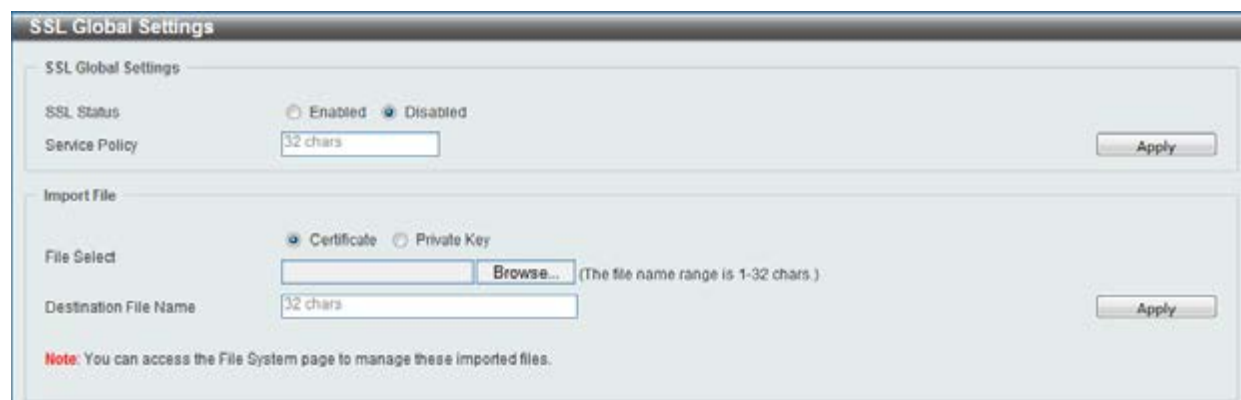 SSL Global Settings
SSL Global Settings
SSL Status Enabled Disabled
Service Policy 32 chars Apply
Import File
File Select Certificate Private Key
Browse... (The file name range is 1-32 chars.)
Destination File Name 32 chars Apply
Note: You can access the File System page to manage these imported files.